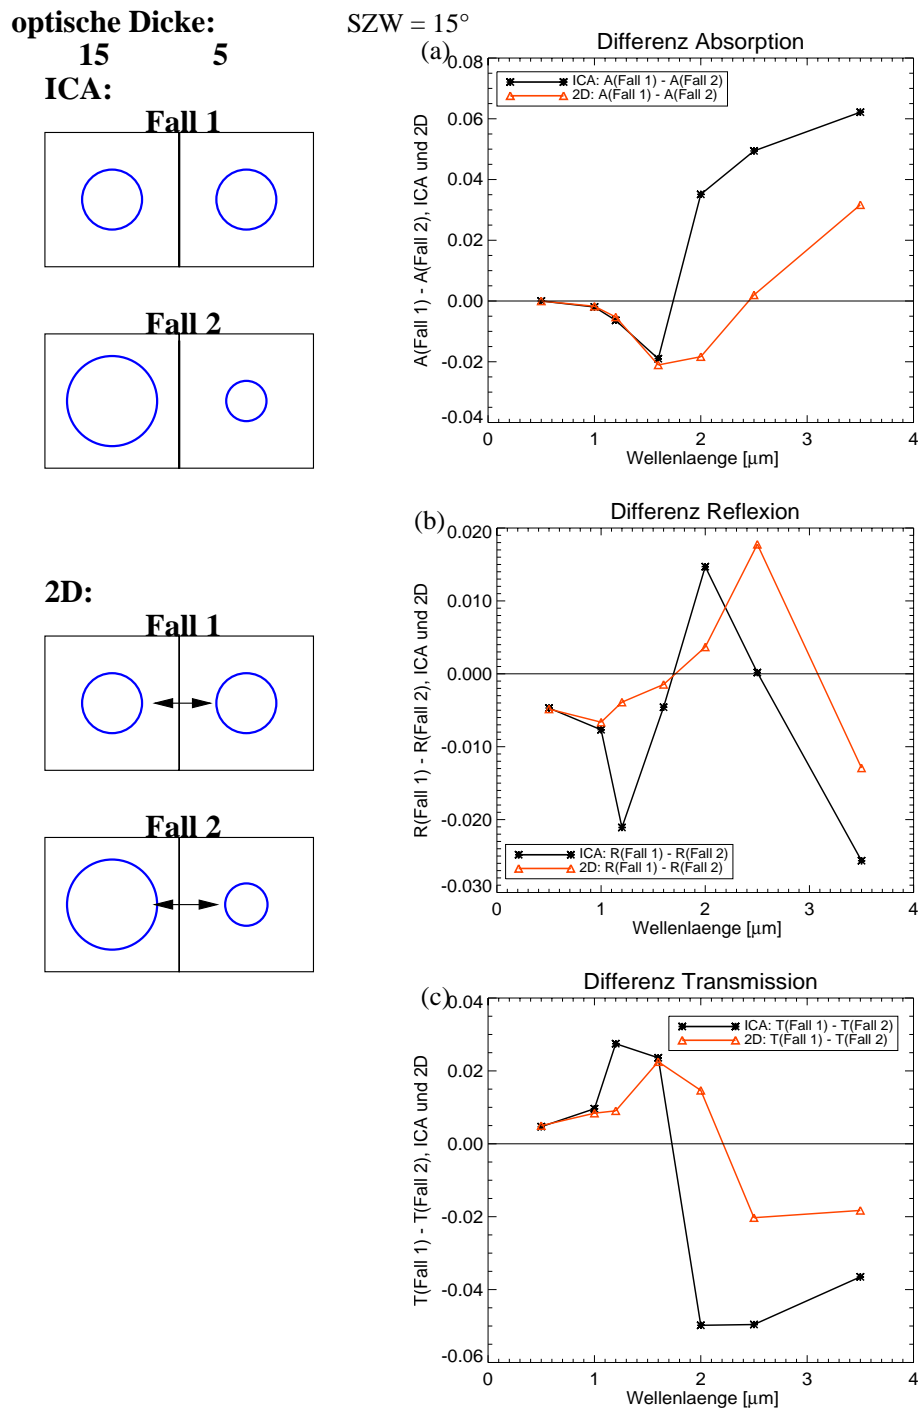 optische Dicke:
SZW = 15°
15 5
ICA:
Fall 1
Fall 2
2D:
Fall 1
Fall 2
(a)
Differenz Absorption
ICA: A(Fall 1) - A(Fall 2)
2D: A(Fall 1) - A(Fall 2)
A(Fall 1) - A(Fall 2), ICA und 2D
0.08
0.06
0.04
0.02
0.00
-0.02
-0.04
0 1 2 3 4
Wellenlaenge [μm]
(b)
Differenz Reflexion
R(Fall 1) - R(Fall 2), ICA und 2D
0.020
0.010
0.000
-0.010
-0.020
-0.030
ICA: R(Fall 1) - R(Fall 2)
2D: R(Fall 1) - R(Fall 2)
0 1 2 3 4
Wellenlaenge [μm]
(c)
Differenz Transmission
ICA: T(Fall 1) - T(Fall 2)
2D: T(Fall 1) - T(Fall 2)
T(Fall 1) - T(Fall 2), ICA und 2D
0.04
0.02
0.00
-0.02
-0.04
-0.06
0 1 2 3 4
Wellenlaenge [μm]